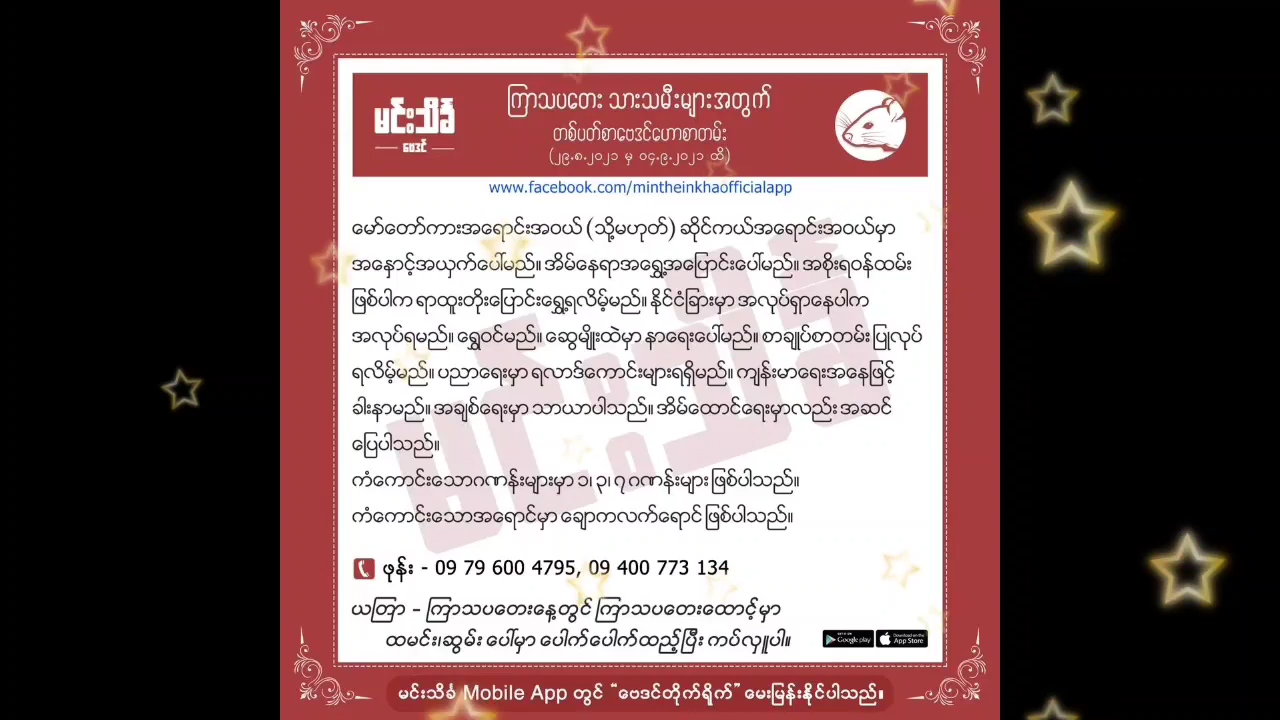 မင်းသိင်္ခ
ဗေဒင်
ကြာသပတေး သားသမီးများအတွက်
တစ်ပတ်စာဗေဒင်ဟောစာတမ်း
(၂၉.၈.၂၀၂၁ မှ ၀၄.၉.၂၀၂၁ ထိ)
www.facebook.com/mintheinkhaofficialapp
မော်တော်ကားအရောင်းအဝယ် (သို့မဟုတ်) ဆိုင်ကယ်အရောင်းအဝယ်မှာ
အနှောင့်အယှက်ပေါ်မည်။ အိမ်နေရာအရွှေ့အပြောင်းပေါ်မည်။ အစိုးရဝန်ထမ်း
ဖြစ်ပါက ရာထူးတိုးပြောင်းရွှေ့ရလိမ့်မည်။ နိုင်ငံခြားမှာ အလုပ်ရှာနေပါက
အလုပ်ရမည်။ ရွှေဝင်မည်။ ဆွေမျိုးထဲမှာ နာရေးပေါ်မည်။ စာချုပ်စာတမ်း ပြုလုပ်
ရလိမ့်မည်။ ပညာရေးမှာ ရလာဒ်ကောင်းများရရှိမည်။ ကျန်းမာရေးအနေဖြင့်
ခါးနာမည်။ အချစ်ရေးမှာ သာယာပါသည်။ အိမ်ထောင်ရေးမှာလည်း အဆင်
ပြေပါသည်။
ကံကောင်းသောဂဏန်းများမှာ ၁၊ ၃၊ ၇ ဂဏန်းများ ဖြစ်ပါသည်။
ကံကောင်းသောအရောင်မှာ ချောကလက်ရောင် ဖြစ်ပါသည်။
ဖုန်း - 09 79 600 4795, 09 400 773 134
ယတြာ - ကြာသပတေးနေ့တွင် ကြာသပတေးထောင့်မှာ
ထမင်း၊ဆွမ်း ပေါ်မှာ ပေါက်ပေါက်ထည့်ပြီး ကပ်လှူပါ။
Google play
Download on the
App Store
မင်းသိင်္ခ Mobile App တွင် “ဗေဒင်တိုက်ရိုက်” မေးမြန်းနိုင်ပါသည်။